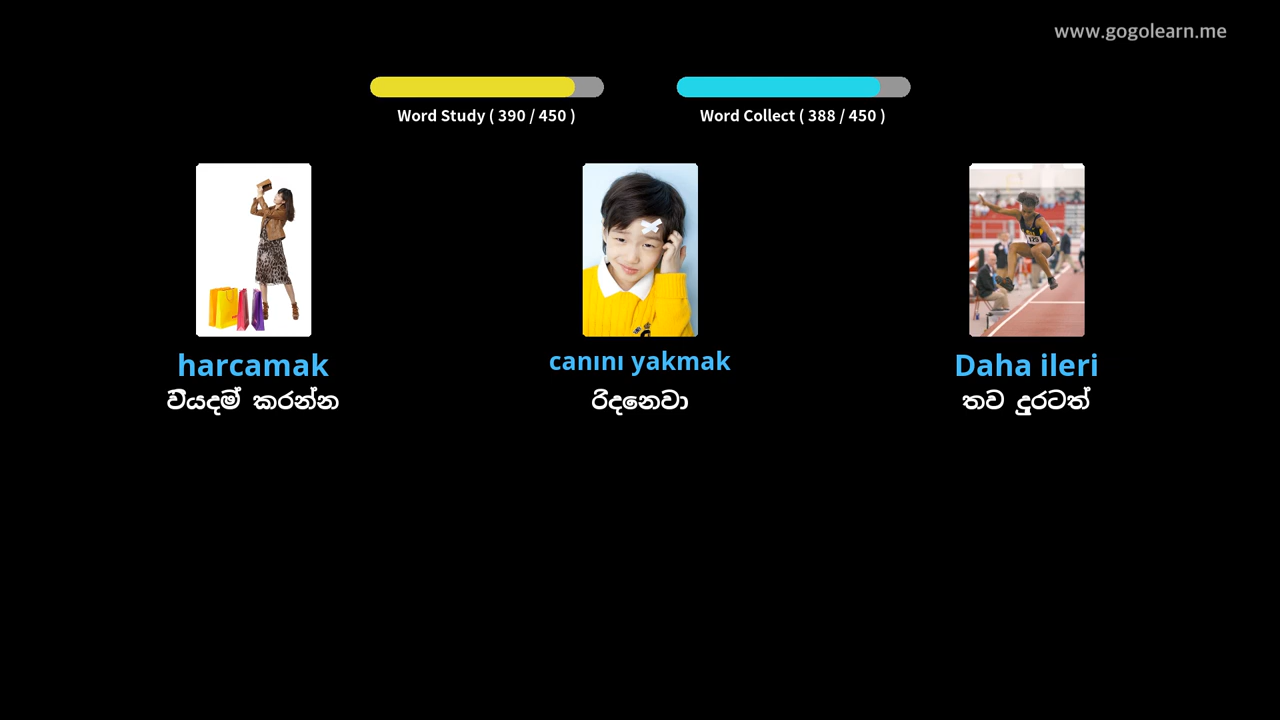 www.gogolearn.me
Word Study ( 390 / 450 )
Word Collect ( 388 / 450 )
harcamak
වියදම් කරන්න
canını yakmak
රිදනෙවා
Daha ileri
තව දුරටත්